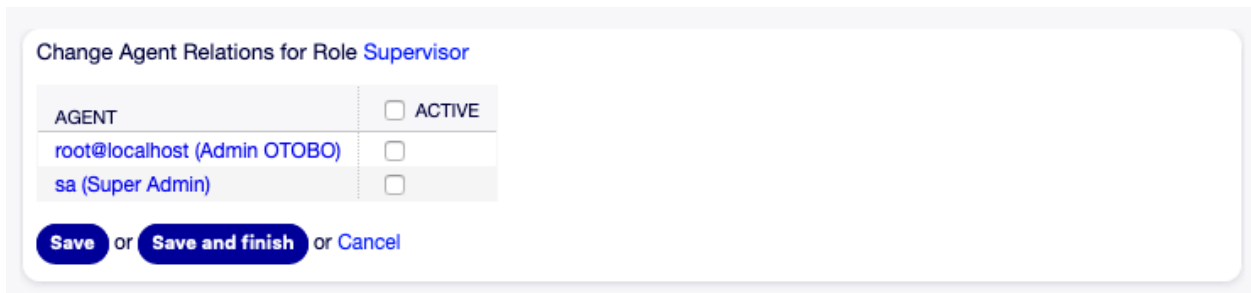 Change Agent Relations for Role Supervisor
AGENT ACTIVE
root@localhost (Admin OTOBO)
sa (Super Admin)
Save or Save and finish or Cancel